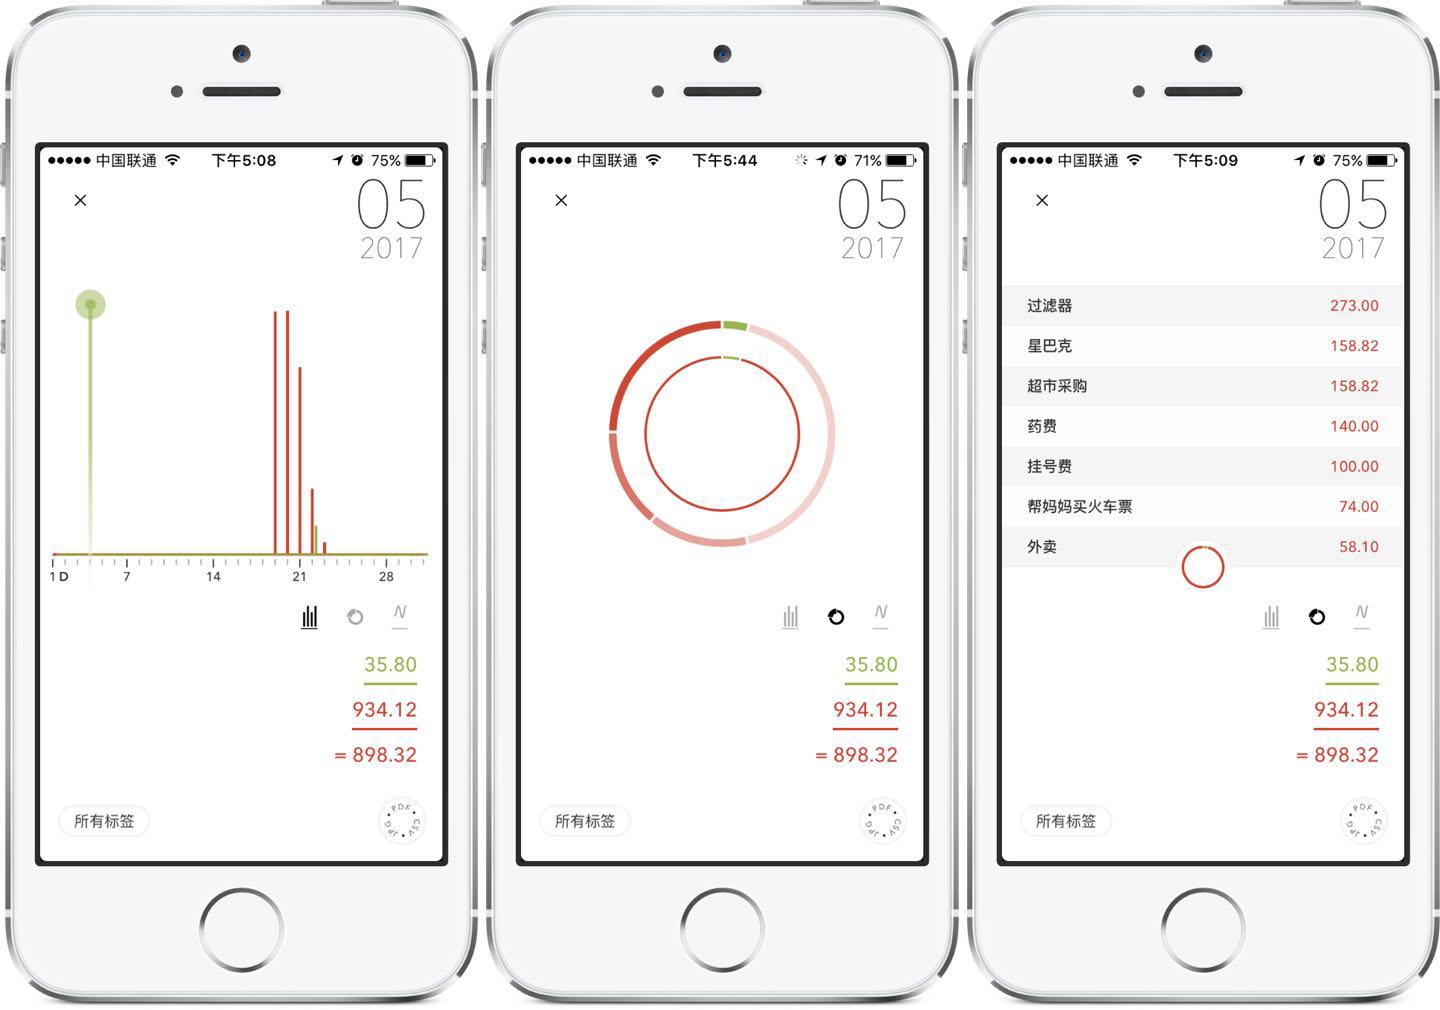 中国联通 下午5:08 75%
05
2017
1 D 7 14 21 28
35.80
934.12
= 898.32
所有标签
PDF CSV JPG
中国联通 下午5:44 71%
05
2017
35.80
934.12
= 898.32
所有标签
PDF CSV JPG
中国联通 下午5:09 75%
05
2017
过滤器 273.00
星巴克 158.82
超市采购 158.82
药费 140.00
挂号费 100.00
帮妈妈买火车票 74.00
外卖 58.10
35.80
934.12
= 898.32
所有标签
PDF CSV JPG